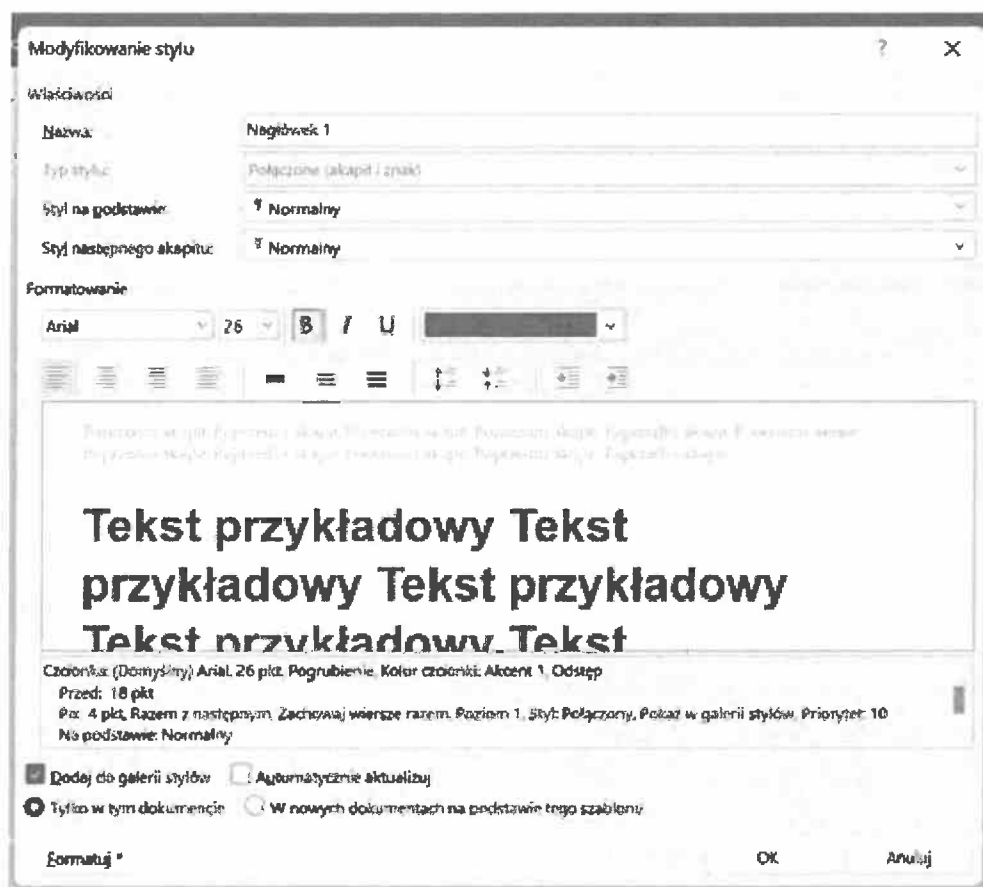 Modyfikowanie stylu ? X
Właściwości
Nazwa: Nagłówek 1
Typ stylu: Połączone (akapit i znak)
Styl na podstawie: ¶ Normalny
Styl następnego akapitu: ¶ Normalny
Formatowanie
Arial 26 B I U
Tekst przykładowy Tekst
przykładowy Tekst przykładowy
Tekst przykładowy Tekst
Czcionka: (Domyślny) Arial, 26 pkt, Pogrubienie, Kolor czcionki: Akcent 1, Odstęp
Przed: 18 pkt
Po: 4 pkt, Razem z następnym, Zachowaj wiersze razem, Poziom 1, Styl: Połączony, Pokaż w galerii stylów, Priorytet: 10
Na podstawie: Normalny
Dodaj do galerii stylów Automatycznie aktualizuj
Tylko w tym dokumencie W nowych dokumentach na podstawie tego szablonu
Formatuj OK Anuluj